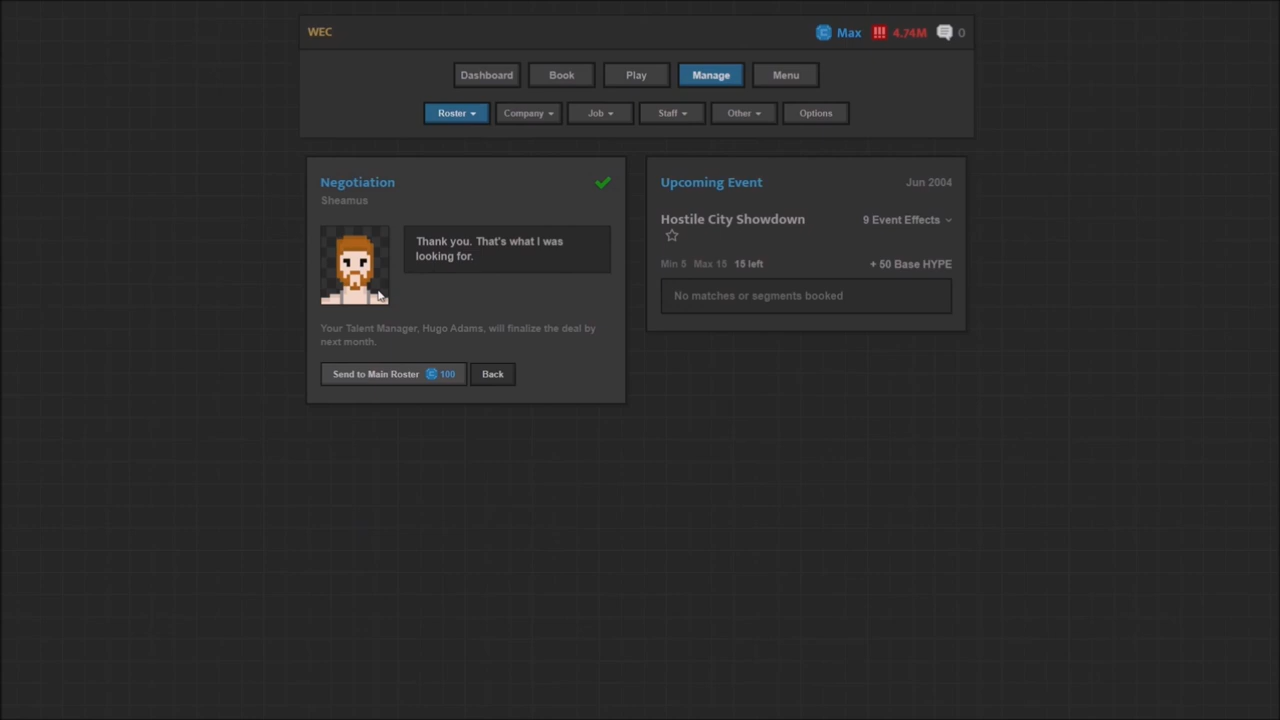 WEC
Max 4.74M 0
Dashboard Book Play Manage Menu
Roster Company Job Staff Other Options
Negotiation
Sheamus
Thank you. That's what I was
looking for.
Your Talent Manager, Hugo Adams, will finalize the deal by
next month.
Send to Main Roster C 100 Back
Upcoming Event Jun 2004
Hostile City Showdown 9 Event Effects
Min 5 Max 15 15 left + 50 Base HYPE
No matches or segments booked